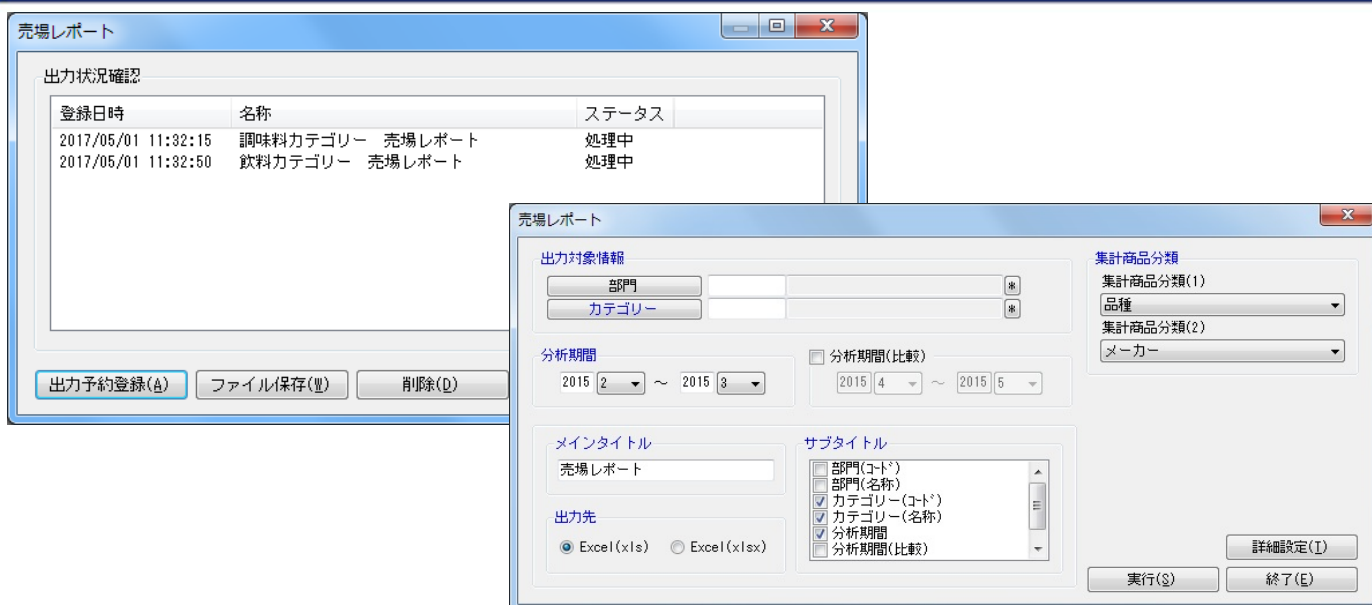 売場レポート
出力状況確認
登録日時 名称 ステータス
2017/05/01 11:32:15 調味料カテゴリー 売場レポート 処理中
2017/05/01 11:32:50 飲料カテゴリー 売場レポート 処理中
出力予約登録(A) ファイル保存(W) 削除(D)
売場レポート
出力対象情報
部門 *
カテゴリー *
分析期間
2015 2 ～ 2015 3
分析期間(比較)
2015 4 ～ 2015 5
集計商品分類
集計商品分類(1)
品種
集計商品分類(2)
メーカー
メインタイトル
売場レポート
出力先
Excel(xls) Excel(xlsx)
サブタイトル
部門(ｺｰﾄﾞ)
部門(名称)
カテゴリー(ｺｰﾄﾞ)
カテゴリー(名称)
分析期間
分析期間(比較)
詳細設定(I)
実行(S) 終了(E)